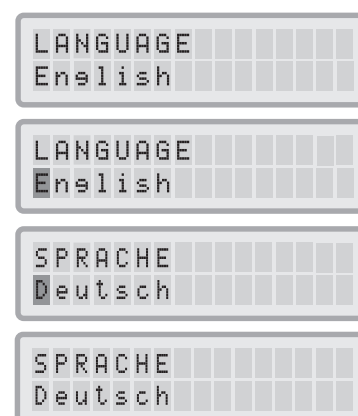 LANGUAGE
English
LANGUAGE
English
SPRACHE
Deutsch
SPRACHE
Deutsch